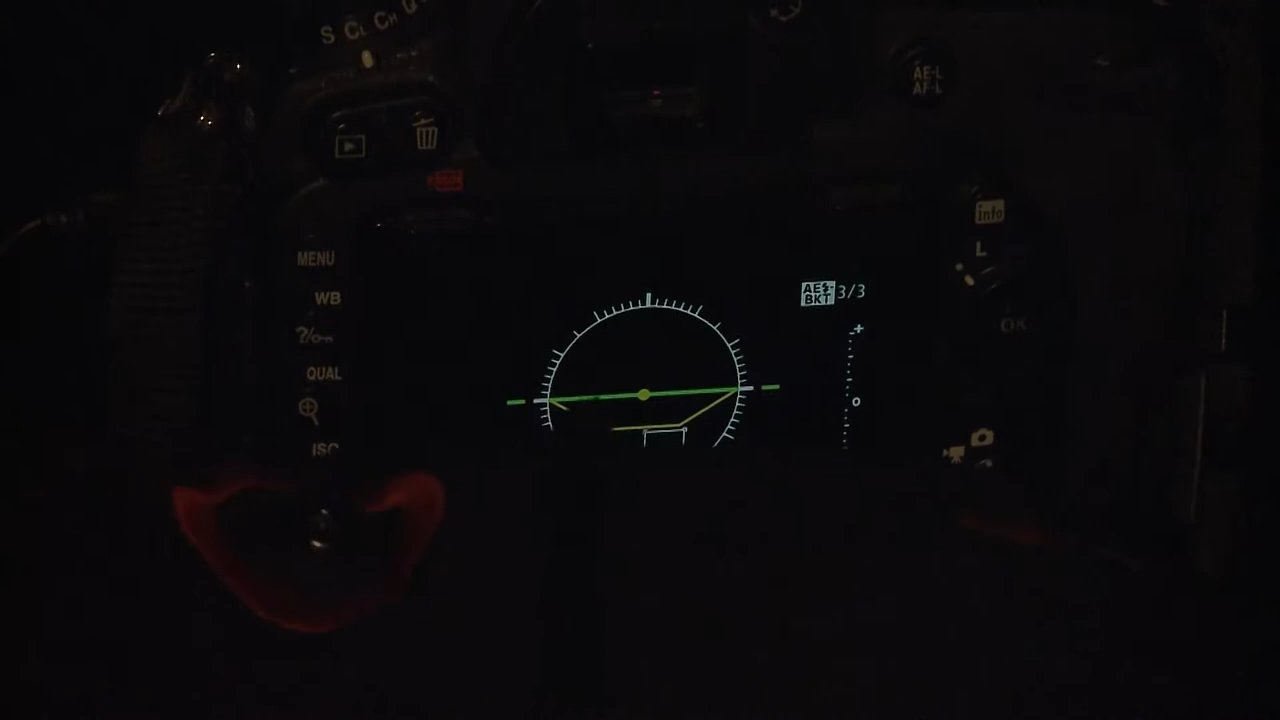 S CL CH
AE-L
AF-L
info
MENU
L
WB
AE
BKT 3/3
OK
?/
+
QUAL
o
ISO